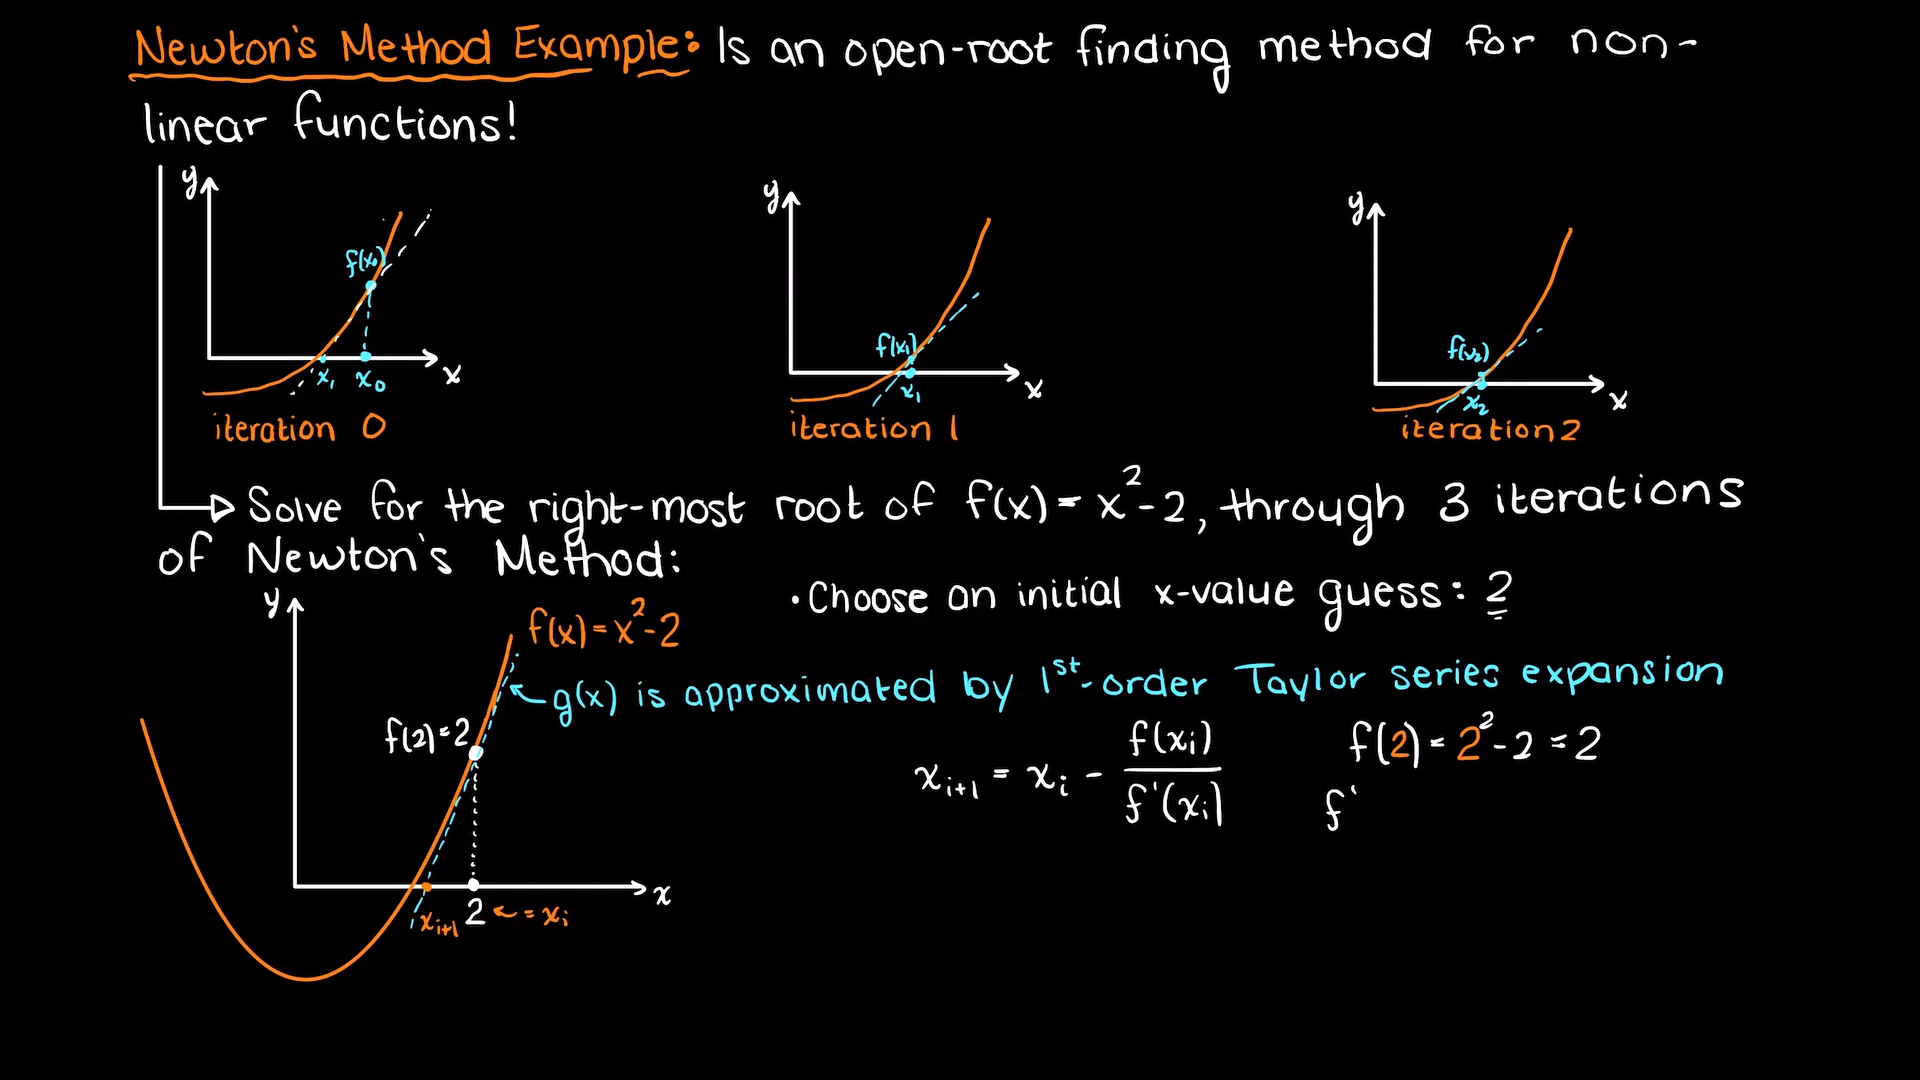 Newton's Method Example: Is an open-root finding method for non-
linear functions!
y
f(x₀)
x₁ x₀
x
iteration 0
y
f(x₁)
x₁
x
iteration 1
y
f(x₂)
x₂
x
iteration 2
Solve for the right-most root of f(x) = x²-2, through 3 iterations
of Newton's Method:
y
f(x) = x²-2
f(2)=2
xᵢ₊₁ 2 ← = xᵢ
x
• Choose an initial x-value guess: 2
g(x) is approximated by 1st-order Taylor series expansion
xᵢ₊₁ = xᵢ - f(xᵢ) / f'(xᵢ)
f(2) = 2²-2 = 2
f'